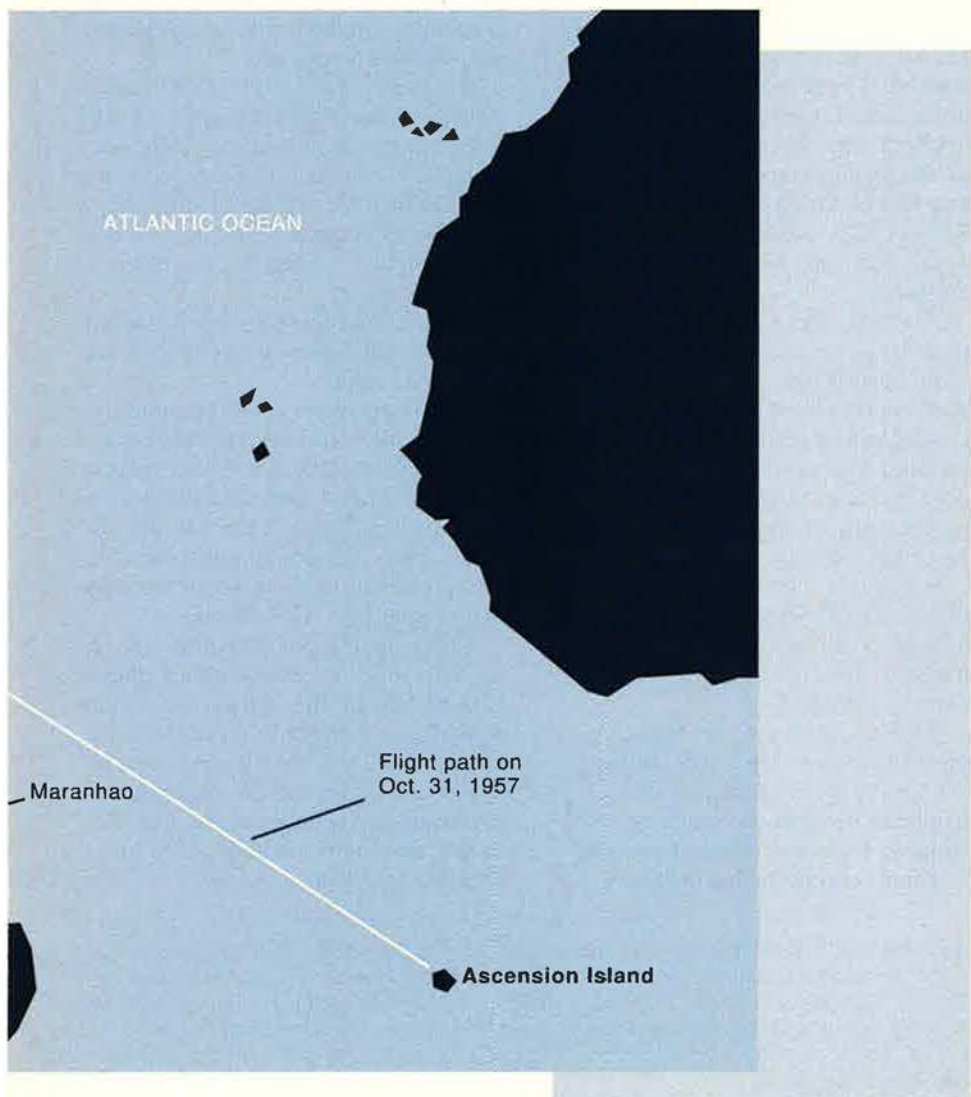 ATLANTIC OCEAN
Flight path on
Oct. 31, 1957
Maranhao
Ascension Island